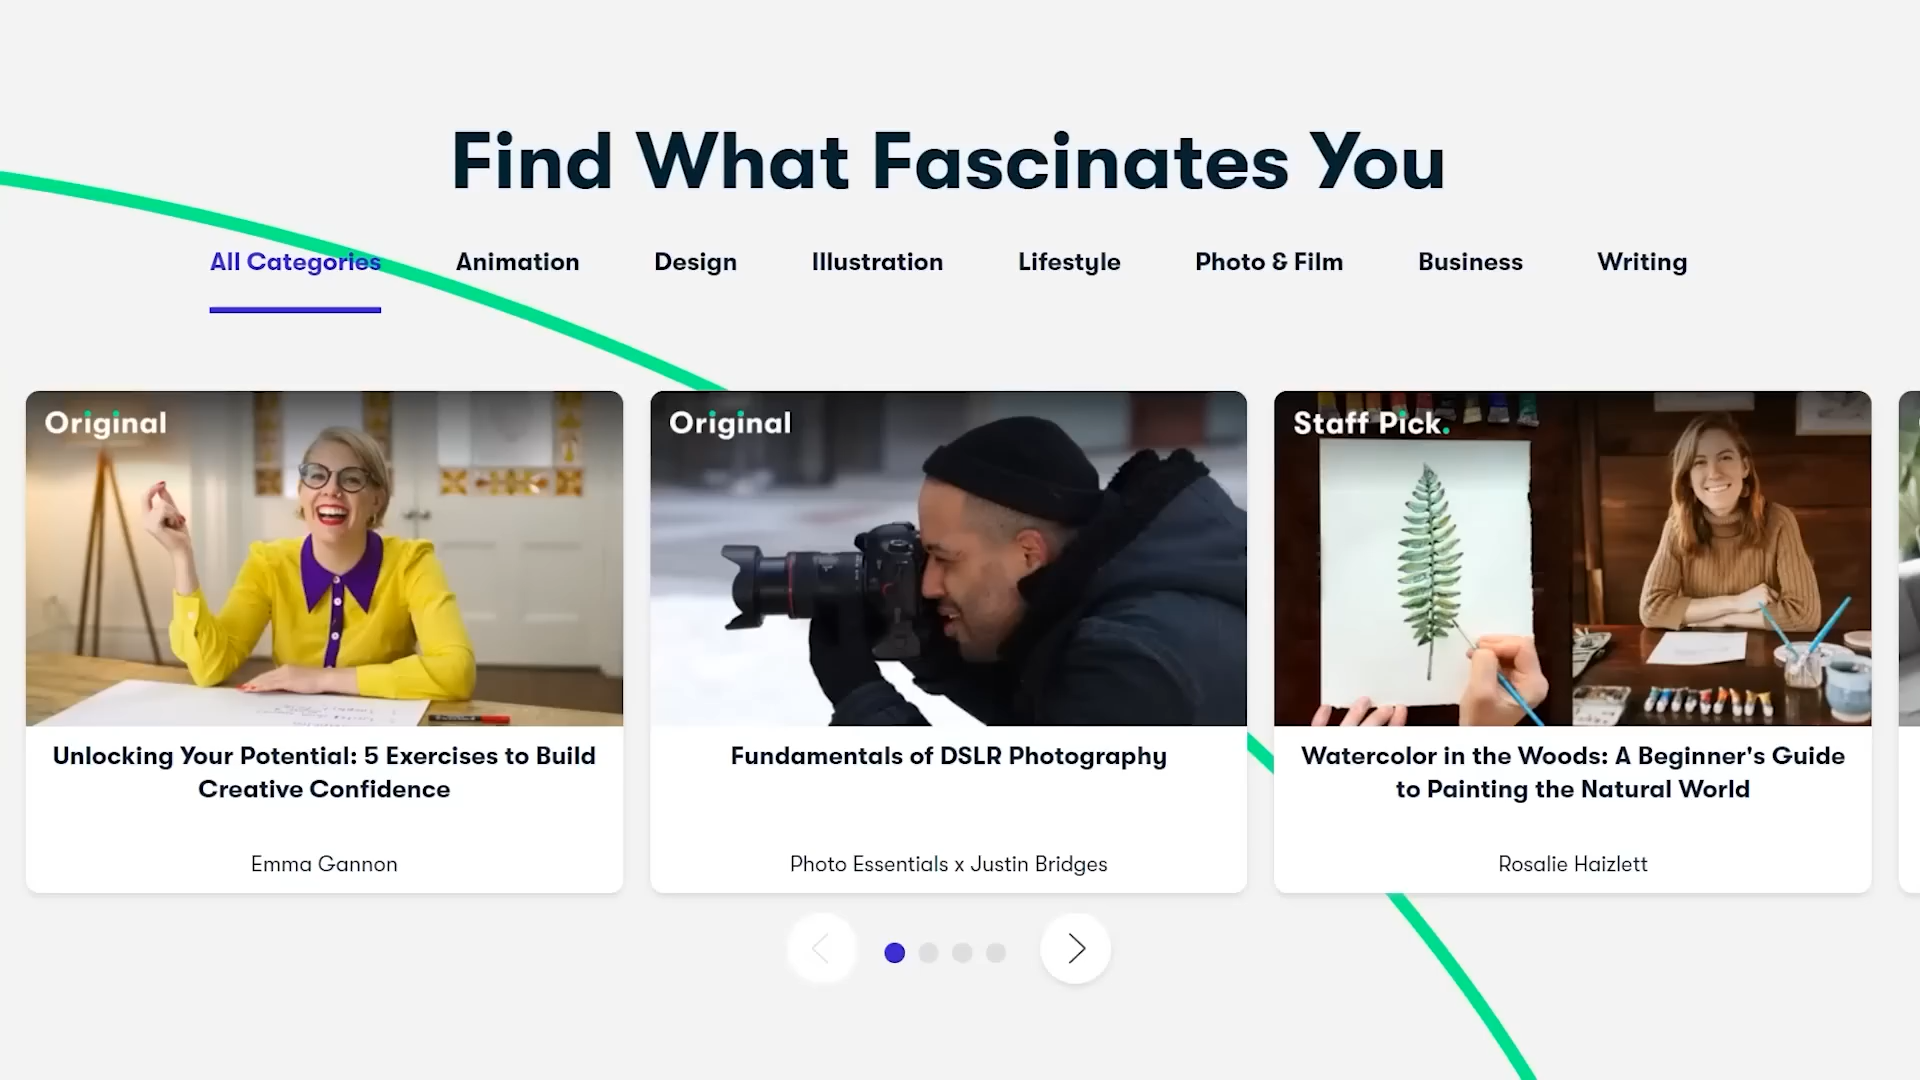 Find What Fascinates You
All Categories
Animation
Design
Illustration
Lifestyle
Photo & Film
Business
Writing
Original
Original
Staff Pick.
Unlocking Your Potential: 5 Exercises to Build
Creative Confidence
Emma Gannon
Fundamentals of DSLR Photography
Photo Essentials x Justin Bridges
Watercolor in the Woods: A Beginner's Guide
to Painting the Natural World
Rosalie Haizlett